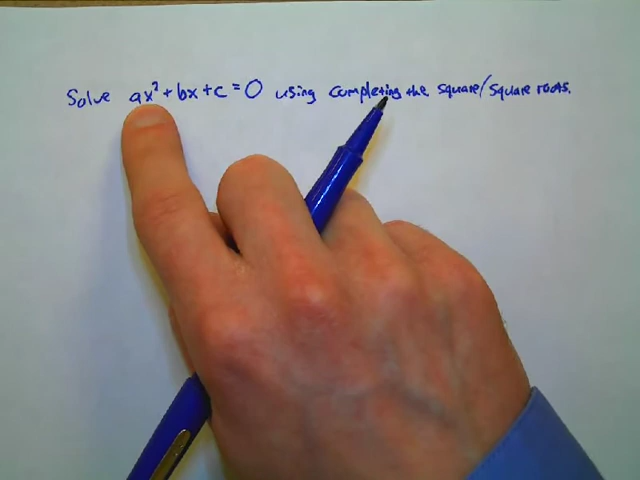 Solve ax² + bx + c = 0 using completing the square/square roots.